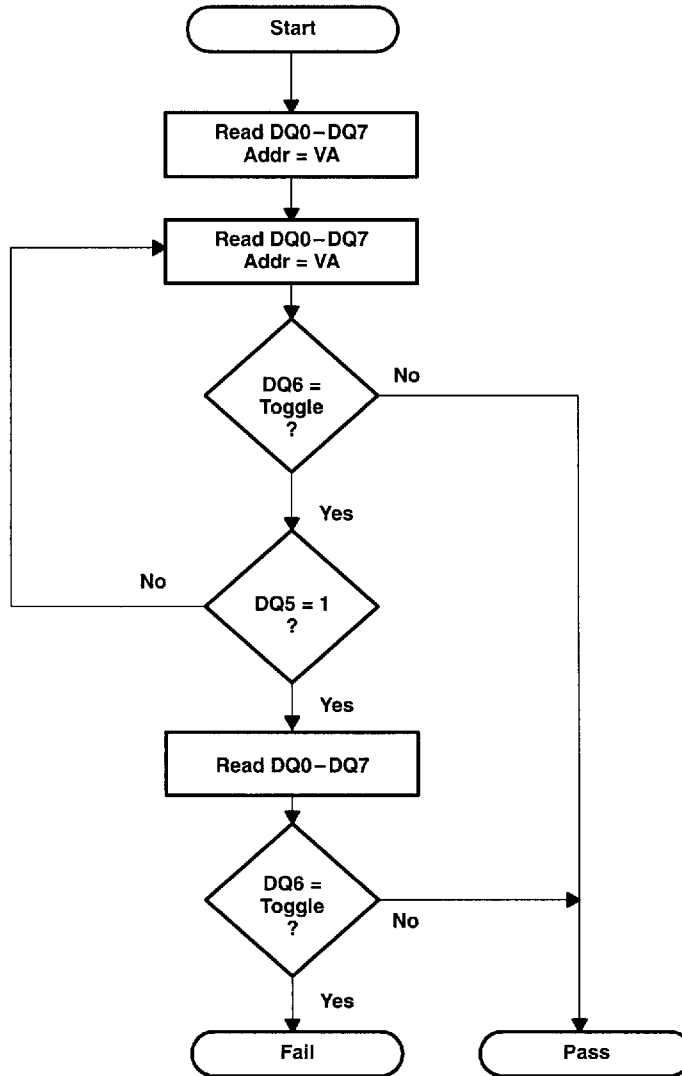 Start
Read DQ0–DQ7
Addr = VA
Read DQ0–DQ7
Addr = VA
No
DQ6 =
Toggle
?
Yes
No
DQ5 = 1
?
Yes
Read DQ0–DQ7
DQ6 =
Toggle
?
No
Yes
Fail
Pass